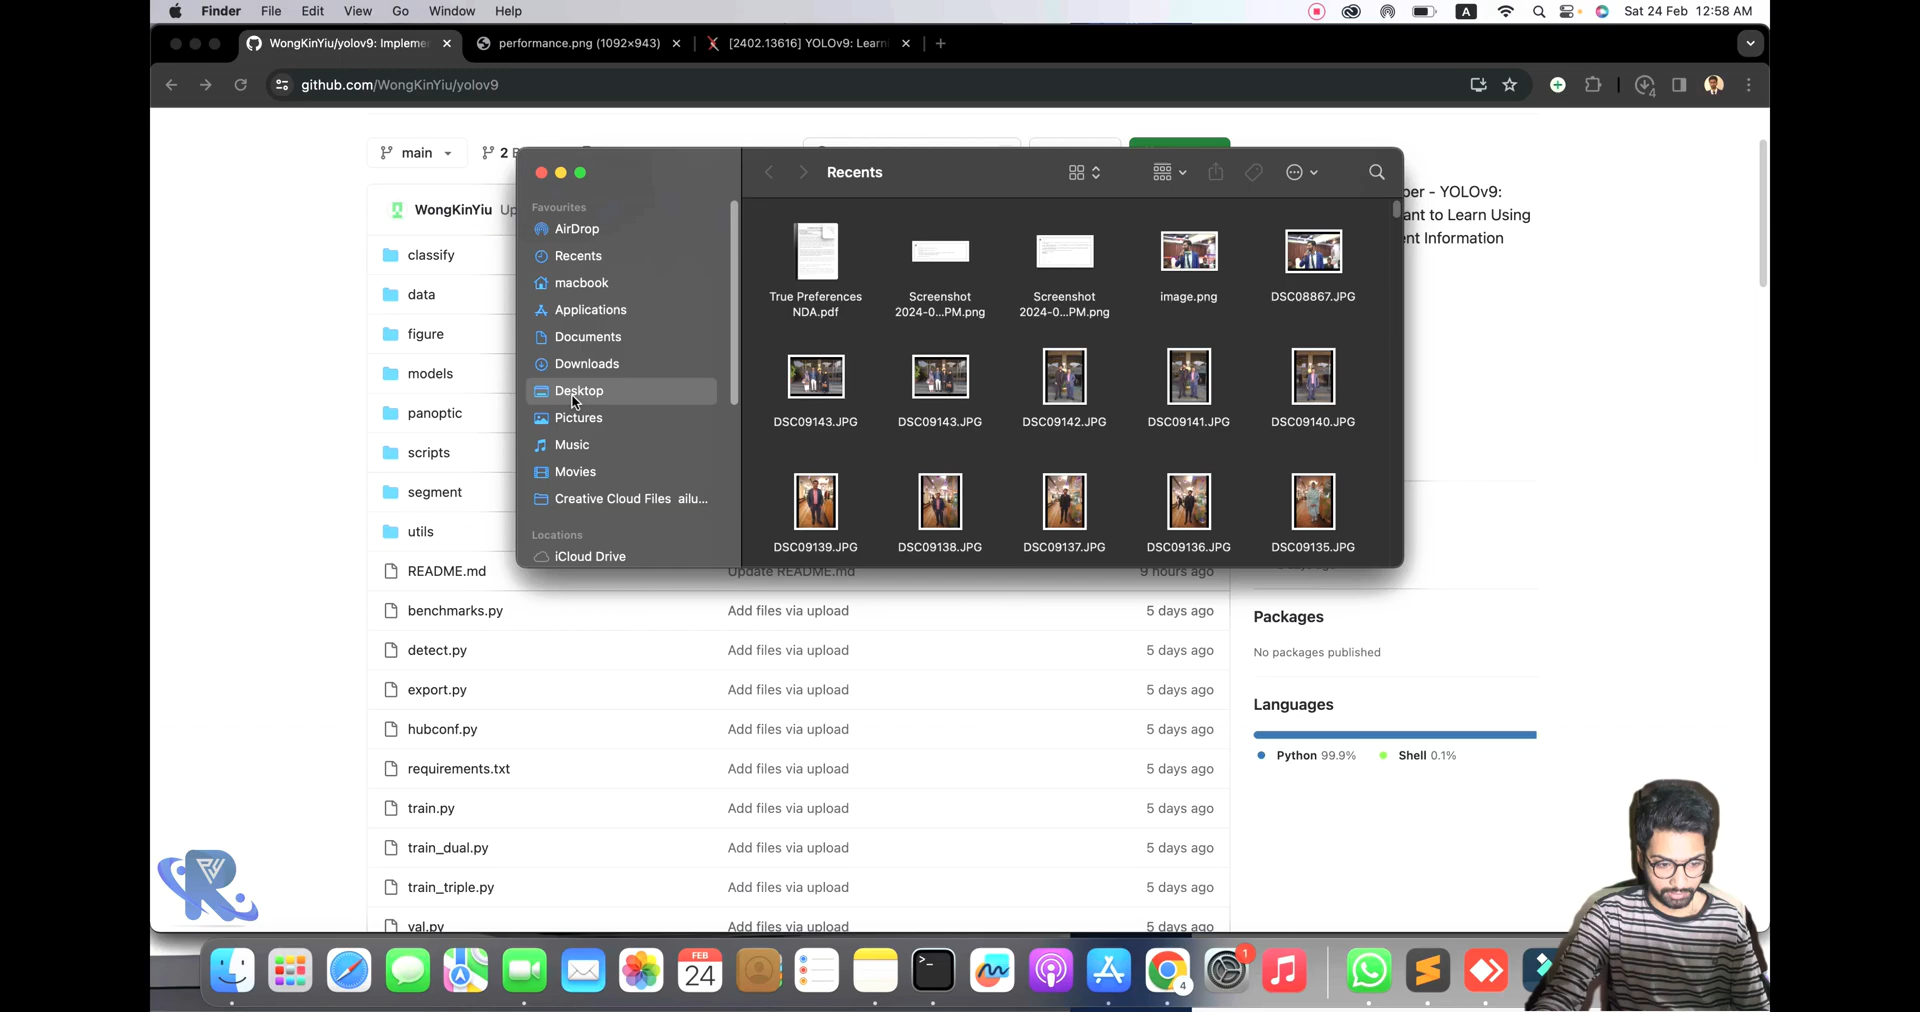 Finder File Edit View Go Window Help
A
Sat 24 Feb 12:58 AM
WongKinYiu/yolov9: Impleme
performance.png (1092×943)
[2402.13616] YOLOv9: Learn
github.com/WongKinYiu/yolov9
4
main
2 B
WongKinYiu Up
classify
data
figure
models
panoptic
scripts
segment
utils
README.md
Update README.md
9 hours ago
benchmarks.py
Add files via upload
5 days ago
detect.py
Add files via upload
5 days ago
export.py
Add files via upload
5 days ago
hubconf.py
Add files via upload
5 days ago
requirements.txt
Add files via upload
5 days ago
train.py
Add files via upload
5 days ago
train_dual.py
Add files via upload
5 days ago
train_triple.py
Add files via upload
5 days ago
val.py
Add files via upload
5 days ago
Favourites
AirDrop
Recents
macbook
Applications
Documents
Downloads
Desktop
Pictures
Music
Movies
Creative Cloud Files ailu...
Locations
iCloud Drive
Recents
True Preferences
NDA.pdf
Screenshot
2024-0...PM.png
Screenshot
2024-0...PM.png
image.png
DSC08867.JPG
DSC09143.JPG
DSC09143.JPG
DSC09142.JPG
DSC09141.JPG
DSC09140.JPG
DSC09139.JPG
DSC09138.JPG
DSC09137.JPG
DSC09136.JPG
DSC09135.JPG
per - YOLOv9:
ant to Learn Using
nt Information
Packages
No packages published
Languages
Python 99.9%
Shell 0.1%
FEB
24
4
1